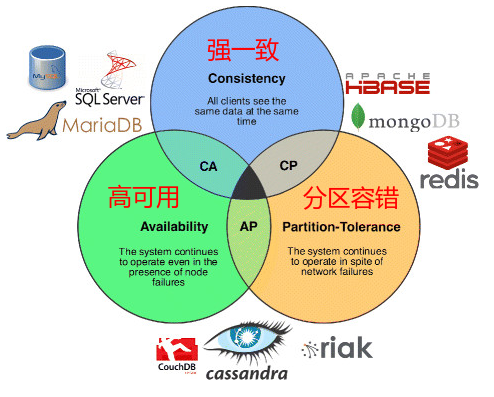 强一致
Consistency
All clients see the
same data at the same
time
MySQL
Microsoft
SQL Server
MariaDB
APACHE
HBASE
mongoDB
redis
CA
CP
高可用
Availability
The system continues
to operate even in the
presence of node
failures
AP
分区容错
Partition-Tolerance
The system continues
to operate in spite of
network failures
CouchDB
cassandra
riak